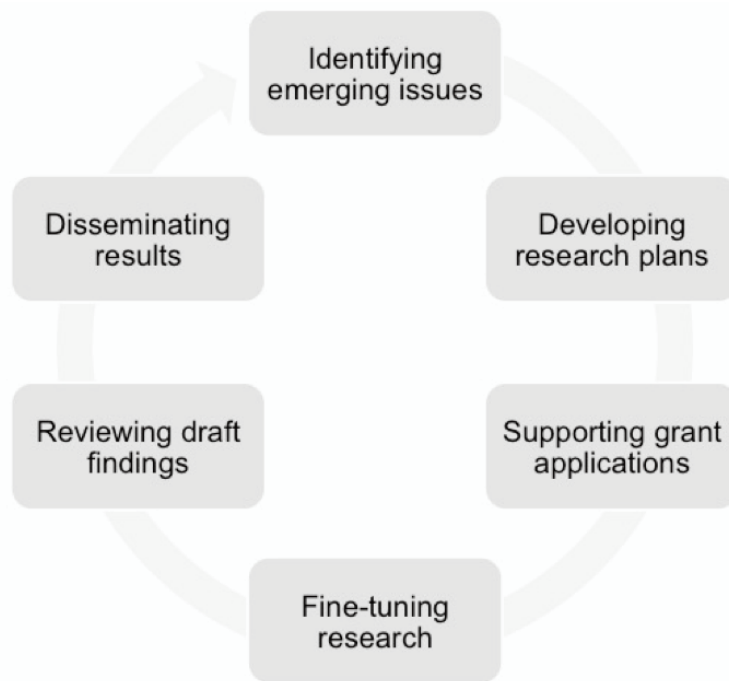 Identifying
emerging issues
Developing
research plans
Supporting grant
applications
Fine-tuning
research
Reviewing draft
findings
Disseminating
results